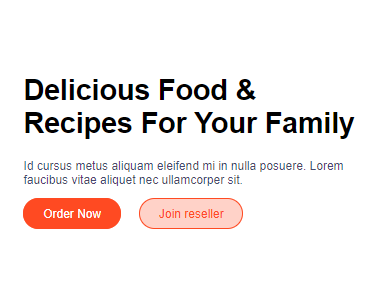 Delicious Food &
Recipes For Your Family
Id cursus metus aliquam eleifend mi in nulla posuere. Lorem
faucibus vitae aliquet nec ullamcorper sit.
Order Now
Join reseller